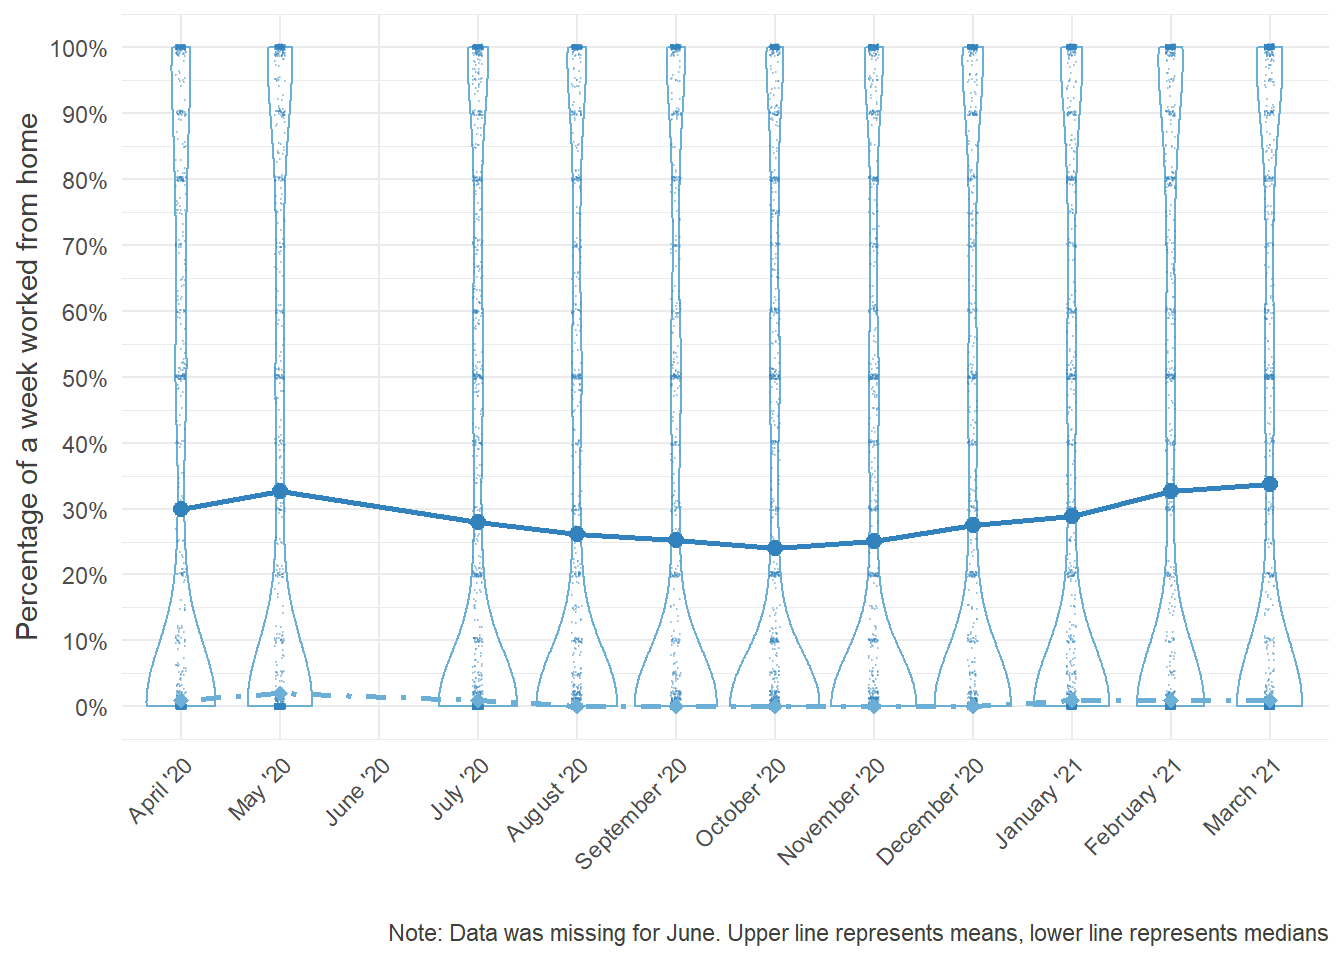 Percentage of a week worked from home
100%
90%
80%
70%
60%
50%
40%
30%
20%
10%
0%
April '20
May '20
June '20
July '20
August '20
September '20
October '20
November '20
December '20
January '21
February '21
March '21
Note: Data was missing for June. Upper line represents means, lower line represents medians